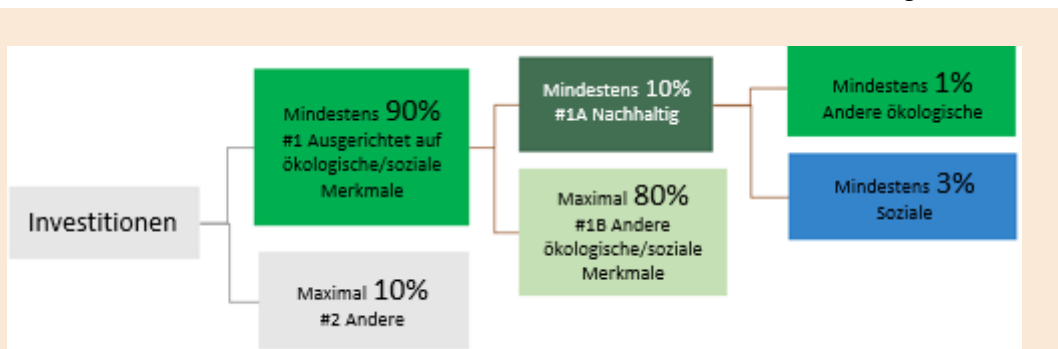 Investitionen
Mindestens 90%
#1 Ausgerichtet auf
ökologische/soziale
Merkmale
Maximal 10%
#2 Andere
Mindestens 10%
#1A Nachhaltig
Maximal 80%
#1B Andere
ökologische/soziale
Merkmale
Mindestens 1%
Andere ökologische
Mindestens 3%
Soziale